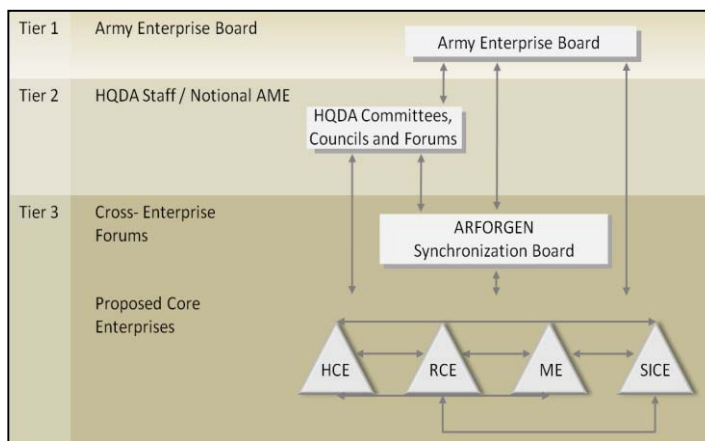 Tier 1
Army Enterprise Board
Army Enterprise Board
Tier 2
HQDA Staff / Notional AME
HQDA Committees,
Councils and Forums
Tier 3
Cross- Enterprise
Forums
ARFORGEN
Synchronization Board
Proposed Core
Enterprises
HCE
RCE
ME
SICE